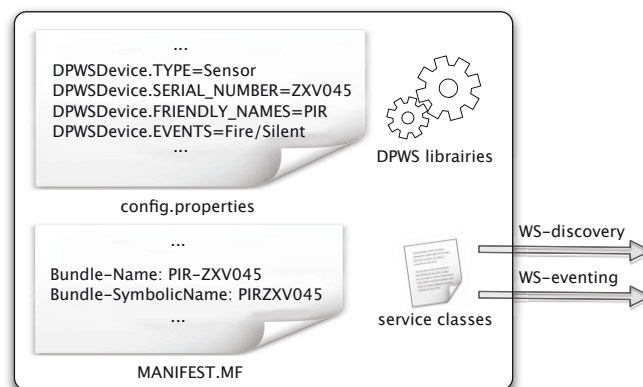 ...
DPWSDevice.TYPE=Sensor
DPWSDevice.SERIAL_NUMBER=ZXV045
DPWSDevice.FRIENDLY_NAMES=PIR
DPWSDevice.EVENTS=Fire/Silent
...
config.properties
DPWS librairies
...
Bundle-Name: PIR-ZXV045
Bundle-SymbolicName: PIRZXV045
...
MANIFEST.MF
service classes
WS-discovery
WS-eventing